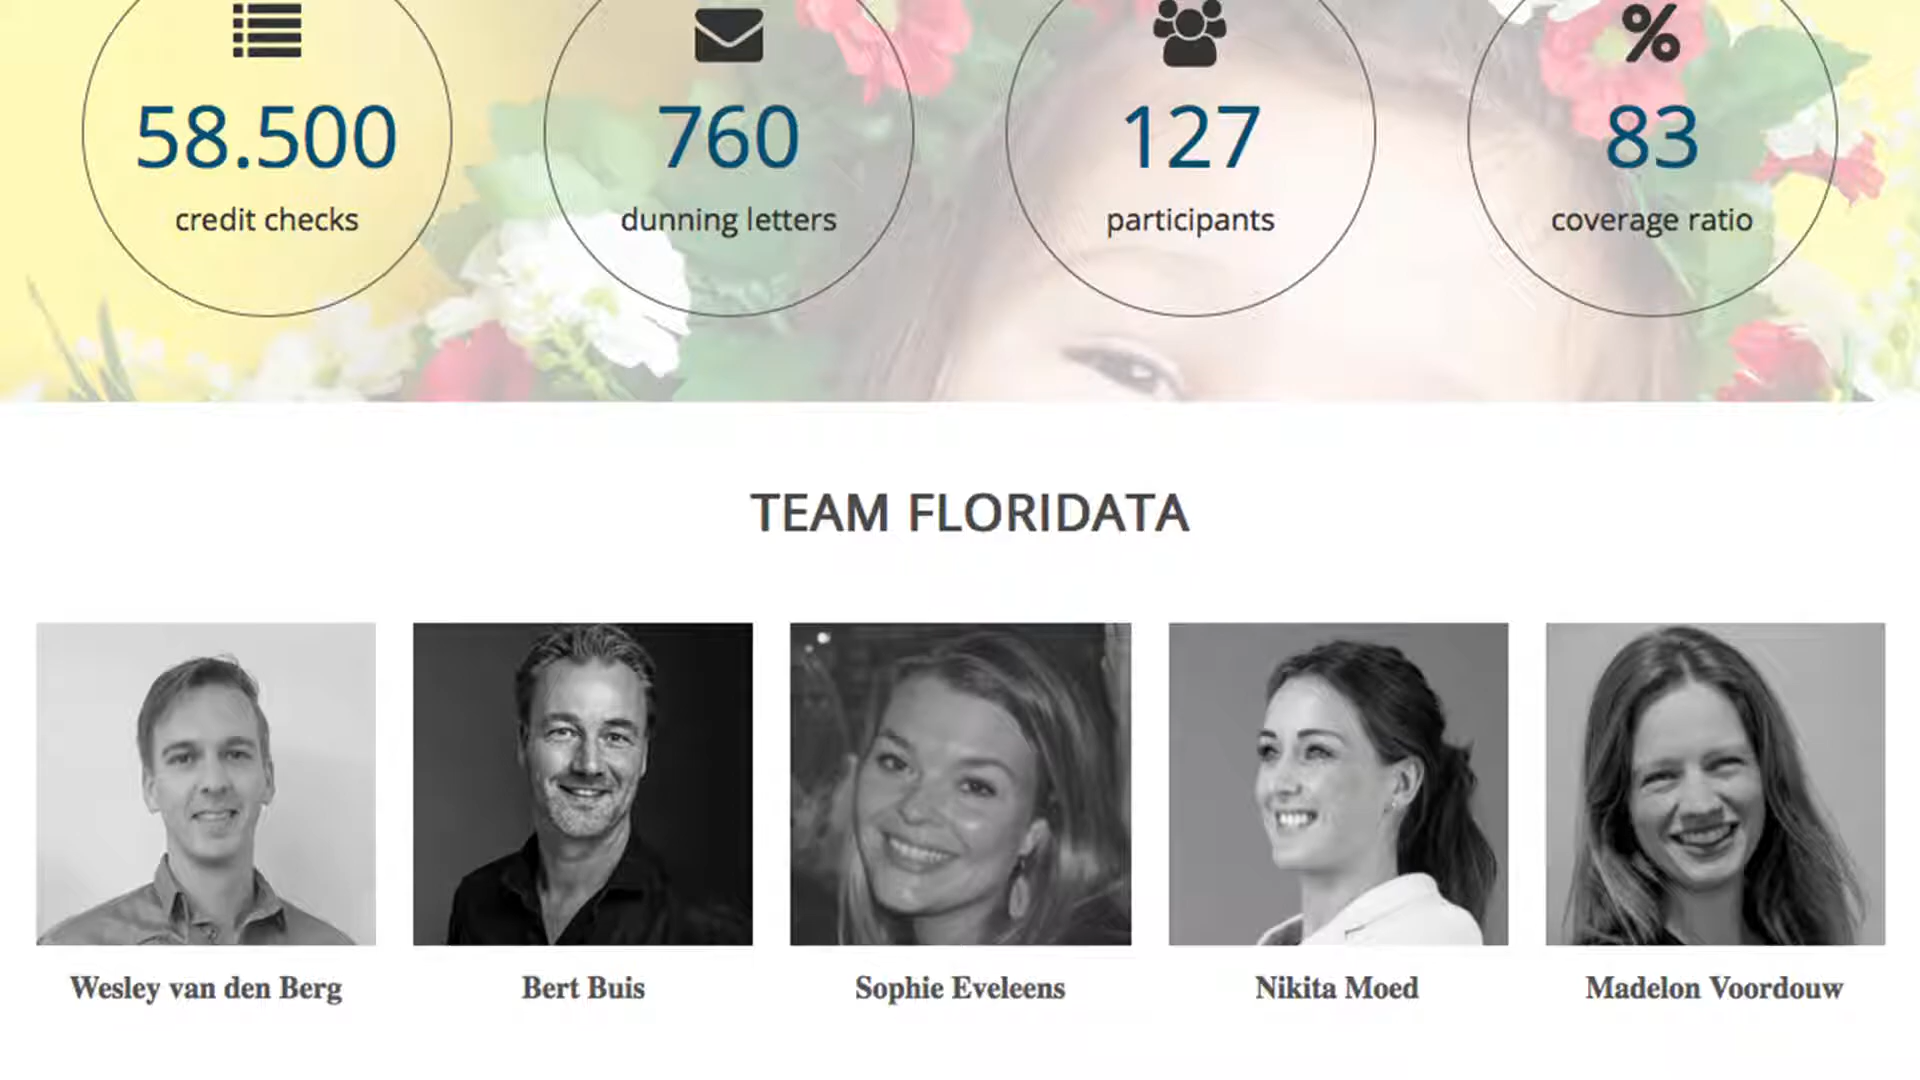 58.500
760
127
83
credit checks
dunning letters
participants
coverage ratio
TEAM FLORIDATA
Wesley van den Berg
Bert Buis
Sophie Eveleens
Nikita Moed
Madelon Voordouw